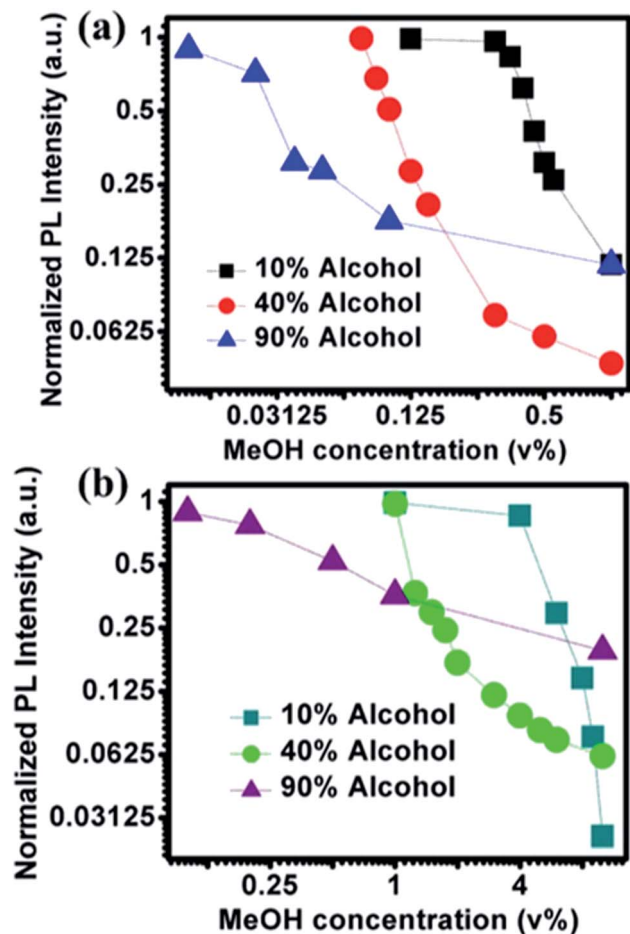 (a)
Normalized PL Intensity (a.u.)
1
0.5
0.25
0.125
0.0625
10% Alcohol
40% Alcohol
90% Alcohol
0.03125 0.125 0.5
MeOH concentration (v%)
(b)
Normalized PL Intensity (a.u.)
1
0.5
0.25
0.125
0.0625
0.03125
10% Alcohol
40% Alcohol
90% Alcohol
0.25 1 4
MeOH concentration (v%)